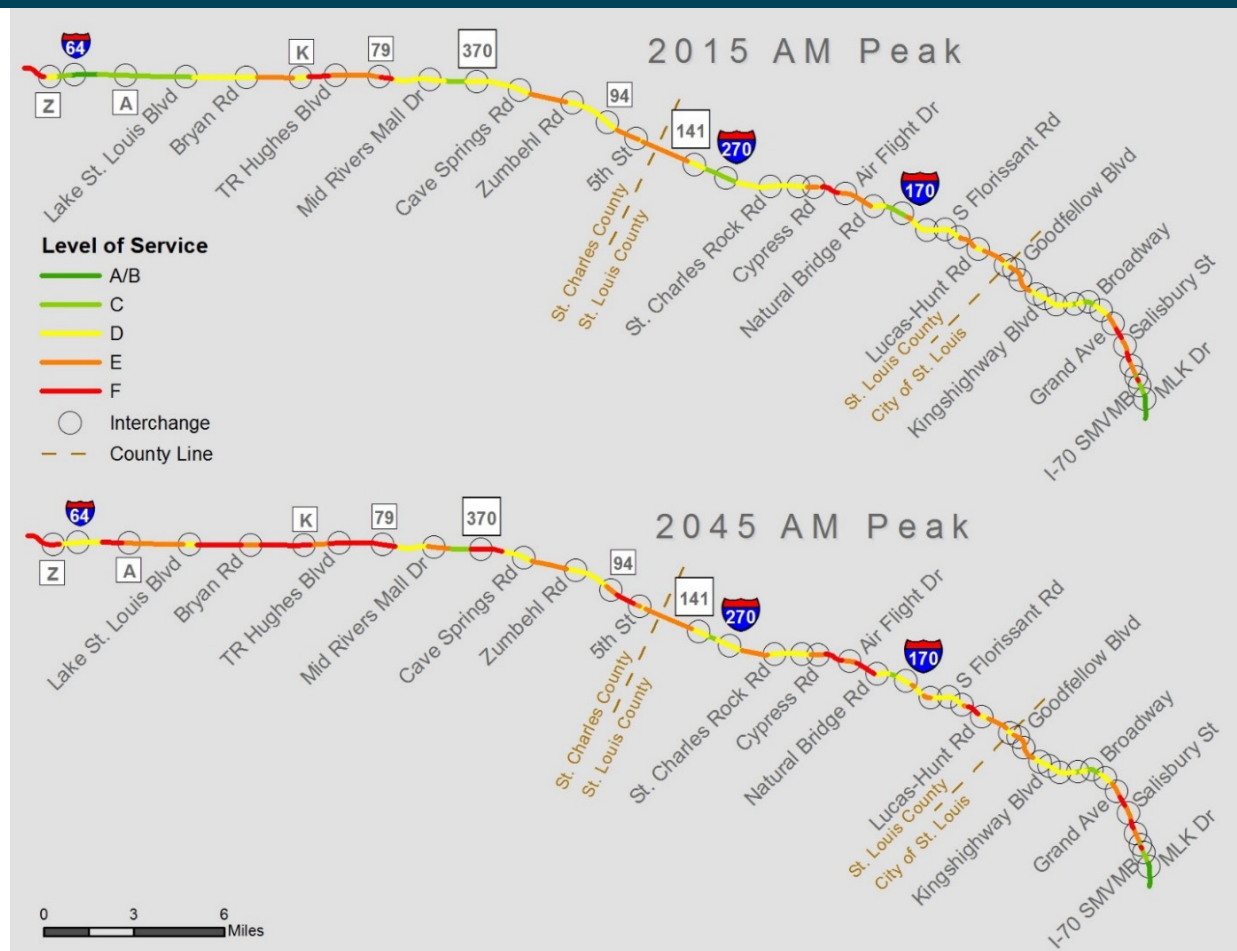 2015 AM Peak
64
K
79
370
94
141
270
170
Z
A
Lake St. Louis Blvd
Bryan Rd
TR Hughes Blvd
Mid Rivers Mall Dr
Cave Springs Rd
Zumbehl Rd
5th St
St. Charles County
St. Louis County
St. Charles Rock Rd
Cypress Rd
Natural Bridge Rd
Air Flight Dr
S Florissant Rd
Lucas-Hunt Rd
St. Louis County
City of St. Louis
Goodfellow Blvd
Kingshighway Blvd
Broadway
Grand Ave
Salisbury St
I-70 SMVMB
MLK Dr
Level of Service
A/B
C
D
E
F
Interchange
County Line
2045 AM Peak
64
K
79
370
94
141
270
170
Z
A
Lake St. Louis Blvd
Bryan Rd
TR Hughes Blvd
Mid Rivers Mall Dr
Cave Springs Rd
Zumbehl Rd
5th St
St. Charles County
St. Louis County
St. Charles Rock Rd
Cypress Rd
Natural Bridge Rd
Air Flight Dr
S Florissant Rd
Lucas-Hunt Rd
St. Louis County
City of St. Louis
Goodfellow Blvd
Kingshighway Blvd
Broadway
Grand Ave
Salisbury St
I-70 SMVMB
MLK Dr
0 3 6
Miles